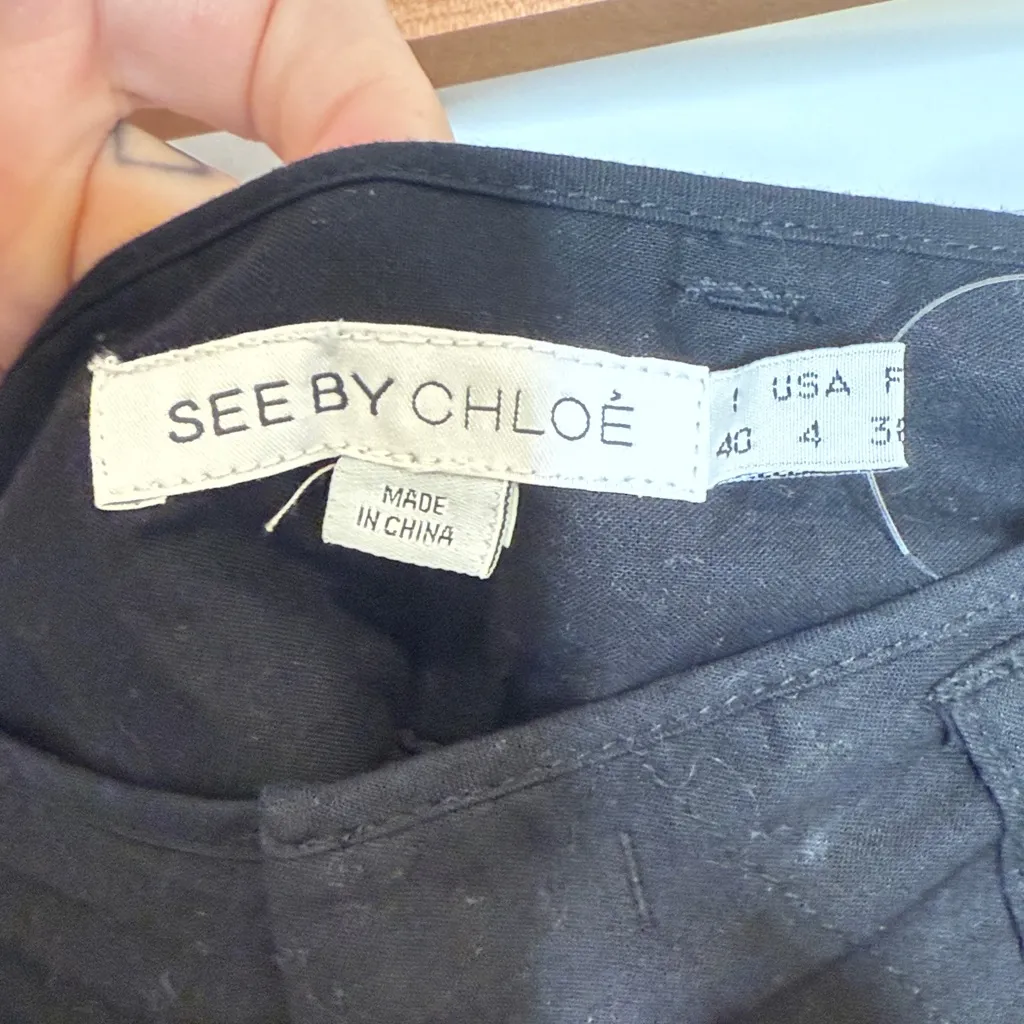 SEE BY CHLOÉ
I USA F
40 4
MADE
IN CHINA